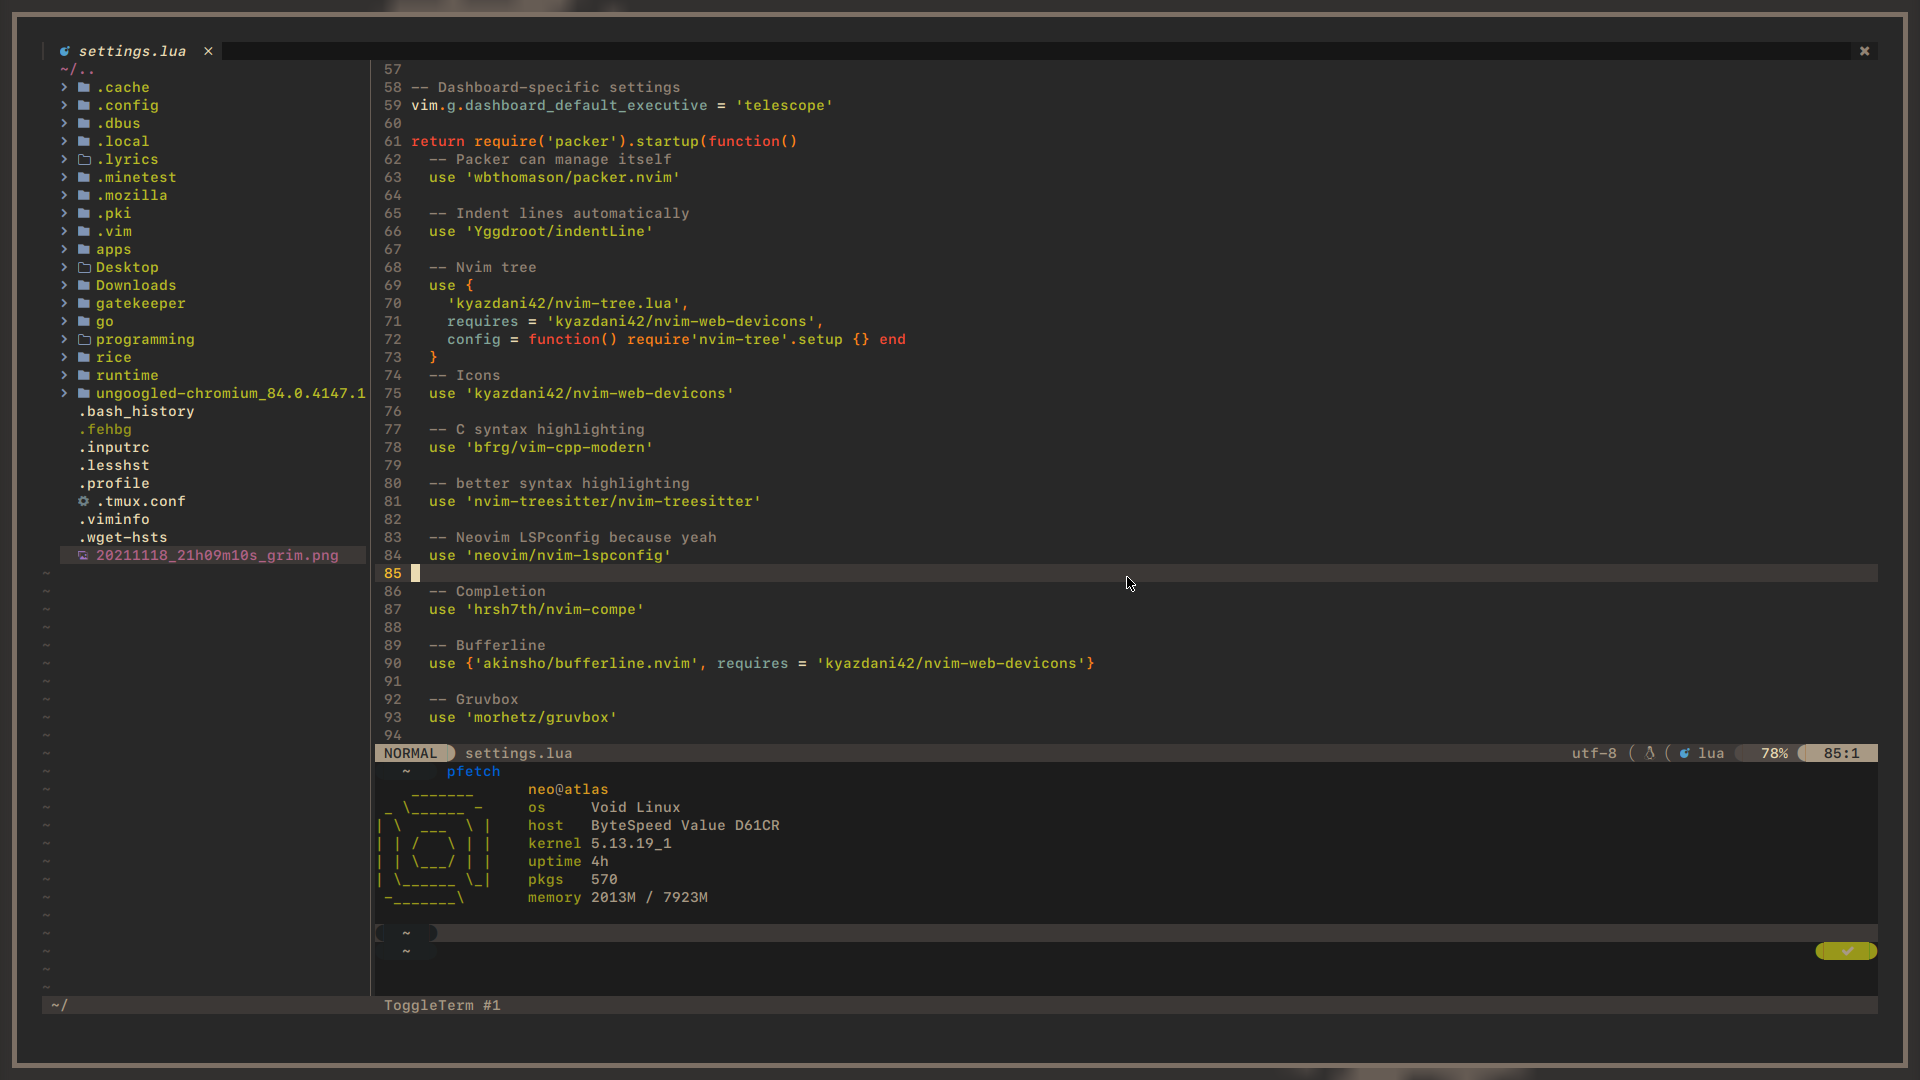 settings.lua ×
~/..
.cache
.config
.dbus
.local
.lyrics
.minetest
.mozilla
.pki
.vim
apps
Desktop
Downloads
gatekeeper
go
programming
rice
runtime
ungoogled-chromium_84.0.4147.1
.bash_history
.fehbg
.inputrc
.lesshst
.profile
.tmux.conf
.viminfo
.wget-hsts
20211118_21h09m10s_grim.png
57
58 -- Dashboard-specific settings
59 vim.g.dashboard_default_executive = 'telescope'
60
61 return require('packer').startup(function()
62   -- Packer can manage itself
63   use 'wbthomason/packer.nvim'
64
65   -- Indent lines automatically
66   use 'Yggdroot/indentLine'
67
68   -- Nvim tree
69   use {
70     'kyazdani42/nvim-tree.lua',
71     requires = 'kyazdani42/nvim-web-devicons',
72     config = function() require'nvim-tree'.setup {} end
73   }
74   -- Icons
75   use 'kyazdani42/nvim-web-devicons'
76
77   -- C syntax highlighting
78   use 'bfrg/vim-cpp-modern'
79
80   -- better syntax highlighting
81   use 'nvim-treesitter/nvim-treesitter'
82
83   -- Neovim LSPconfig because yeah
84   use 'neovim/nvim-lspconfig'
85
86   -- Completion
87   use 'hrsh7th/nvim-compe'
88
89   -- Bufferline
90   use {'akinsho/bufferline.nvim', requires = 'kyazdani42/nvim-web-devicons'}
91
92   -- Gruvbox
93   use 'morhetz/gruvbox'
94
NORMAL settings.lua utf-8 lua 78% 85:1
~ pfetch
neo@atlas
os Void Linux
host ByteSpeed Value D61CR
kernel 5.13.19_1
uptime 4h
pkgs 570
memory 2013M / 7923M
~
~
~/ ToggleTerm #1